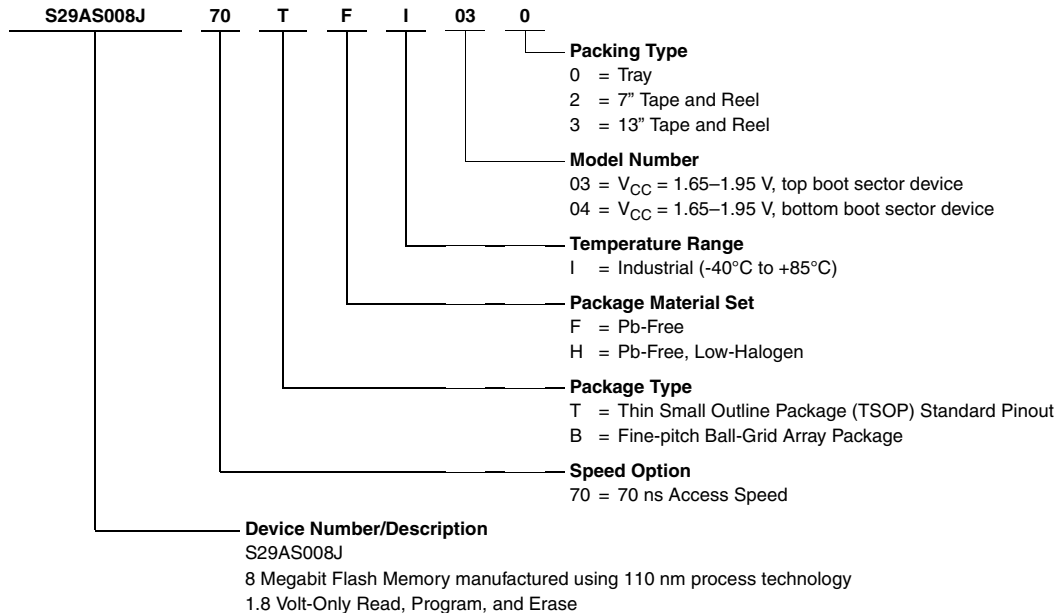 S29AS008J 70 T F I 03 0
Packing Type
0 = Tray
2 = 7” Tape and Reel
3 = 13” Tape and Reel
Model Number
03 = VCC = 1.65–1.95 V, top boot sector device
04 = VCC = 1.65–1.95 V, bottom boot sector device
Temperature Range
I = Industrial (-40°C to +85°C)
Package Material Set
F = Pb-Free
H = Pb-Free, Low-Halogen
Package Type
T = Thin Small Outline Package (TSOP) Standard Pinout
B = Fine-pitch Ball-Grid Array Package
Speed Option
70 = 70 ns Access Speed
Device Number/Description
S29AS008J
8 Megabit Flash Memory manufactured using 110 nm process technology
1.8 Volt-Only Read, Program, and Erase